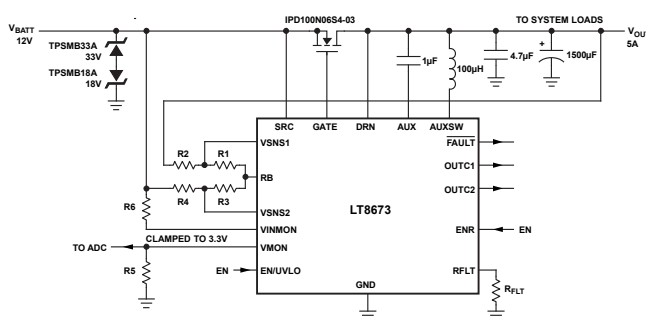 IPD100N06S4-03
TO SYSTEM LOADS
VBATT
12V
TPSMB33A
33V
TPSMB18A
18V
1µF
100µH
4.7µF
+
1500µF
VOU
5A
SRC
GATE
DRN
AUX
AUXSW
R2
R1
VSNS1
FAULT
OUTC1
RB
OUTC2
R4
R3
LT8673
R6
VSNS2
VINMON
ENR
EN
TO ADC
CLAMPED TO 3.3V
VMON
R5
EN
EN/UVLO
RFLT
GND
RFLT